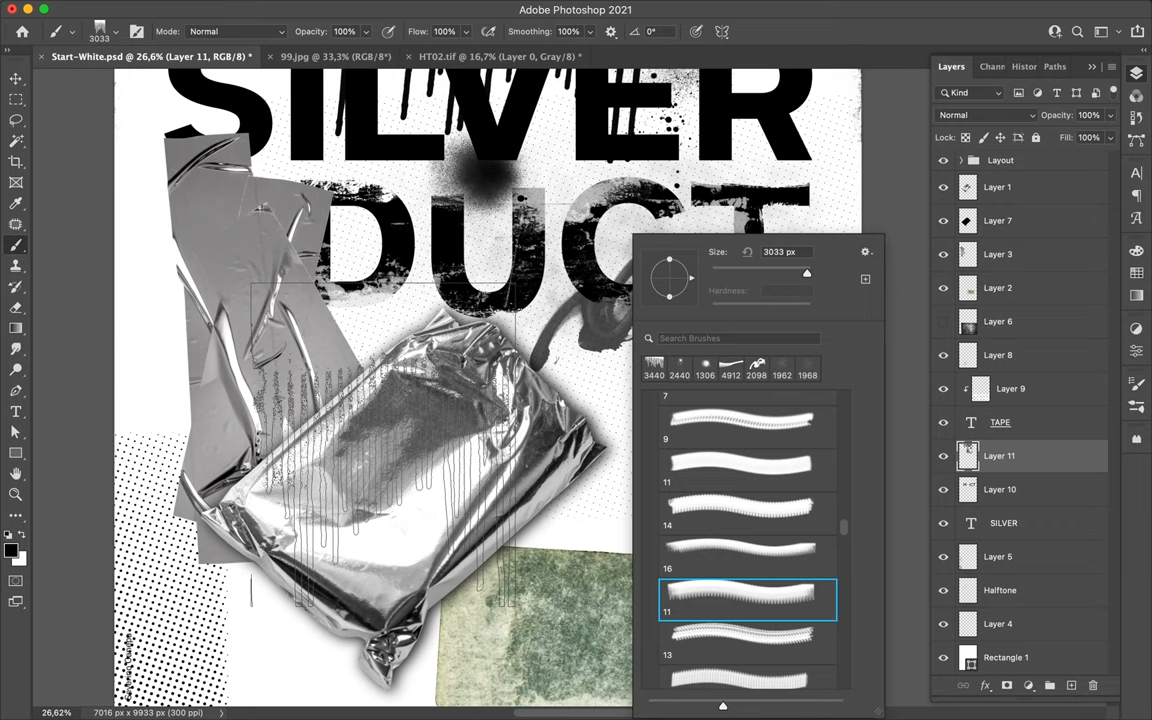 Adobe Photoshop 2021
3033
Mode:
Normal
Opacity:
100%
Flow:
100%
Smoothing:
100%
0°
Start-White.psd @ 26,6% (Layer 11, RGB/8) *
99.jpg @ 33,3% (RGB/8*)
HT02.tif @ 16,7% (Layer 0, Gray/8) *
SILVER
DUCT
Size:
3033 px
Hardness:
Search Brushes
3440
2440
1306
4912
2098
1962
1968
7
9
11
14
16
11
13
Layers
Chann
Histor
Paths
Kind
Normal
Opacity:
100%
Lock:
Fill:
100%
Layout
Layer 1
Layer 7
Layer 3
Layer 2
Layer 6
Layer 8
Layer 9
TAPE
Layer 11
Layer 10
SILVER
Layer 5
Halftone
Layer 4
Rectangle 1
26,62%
7016 px x 9933 px (300 ppi)